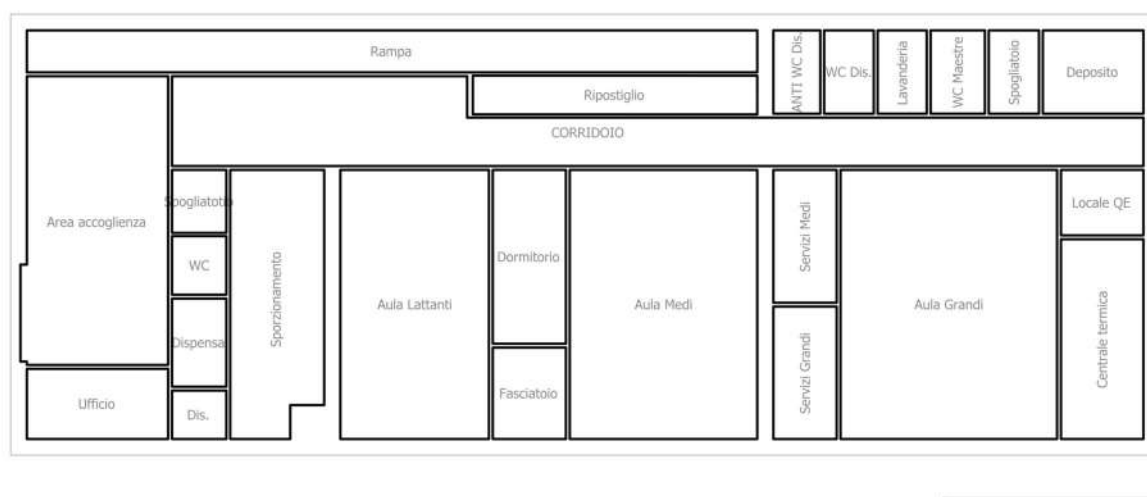 Rampa
ANTI WC Dis.
WC Dis.
Lavanderia
WC Maestre
Spogliatoio
Deposito
Ripostiglio
CORRIDOIO
Area accoglienza
Spogliatotio
Sporzionamento
Aula Lattanti
Dormitorio
Aula Medi
Servizi Medi
Aula Grandi
Locale QE
WC
Dispensa
Centrale termica
Ufficio
Dis.
Fasciatoio
Servizi Grandi